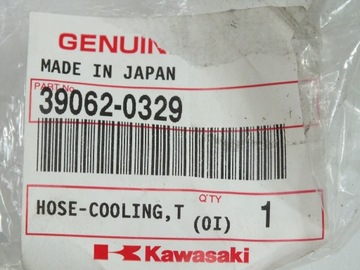 GENUIN
MADE IN JAPAN
PART No.
39062-0329
Q'TY
HOSE-COOLING,T (OI) 1
Kawasaki